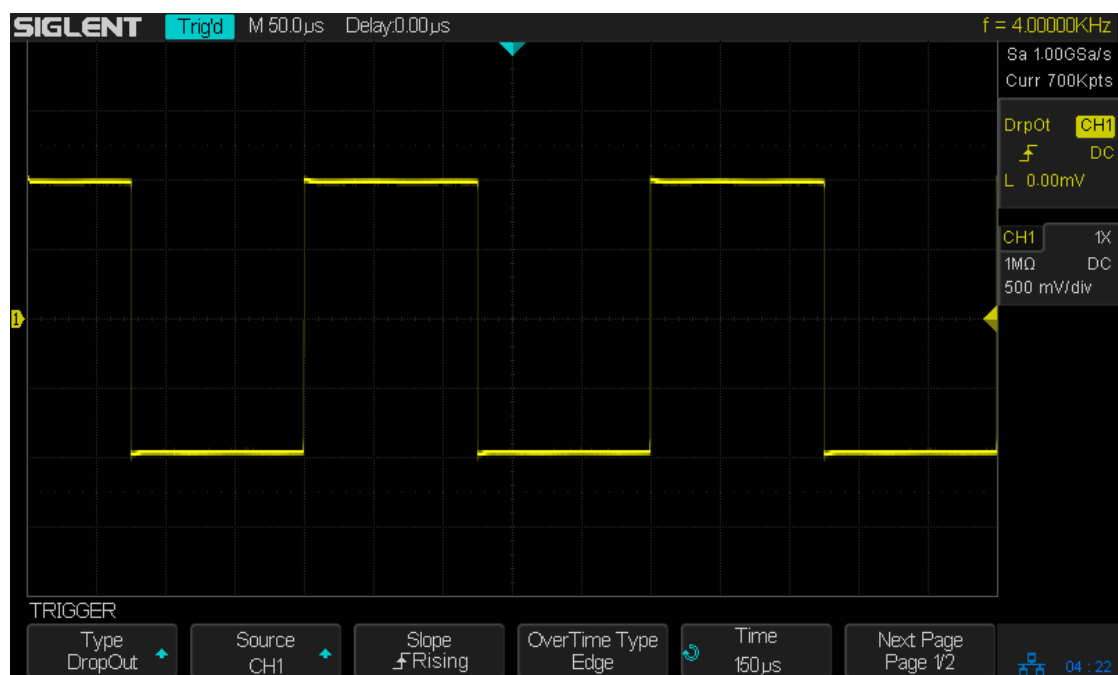 SIGLENT Trig'd M 50.0µs Delay:0.00µs f = 4.00000KHz
Sa 1.00GSa/s
Curr 700Kpts
DrpOt CH1
DC
L 0.00mV
CH1 1X
1MΩ DC
500 mV/div
1
TRIGGER
Type Source Slope OverTime Type Time Next Page
DropOut CH1 Rising Edge 150µs Page 1/2
04 : 22